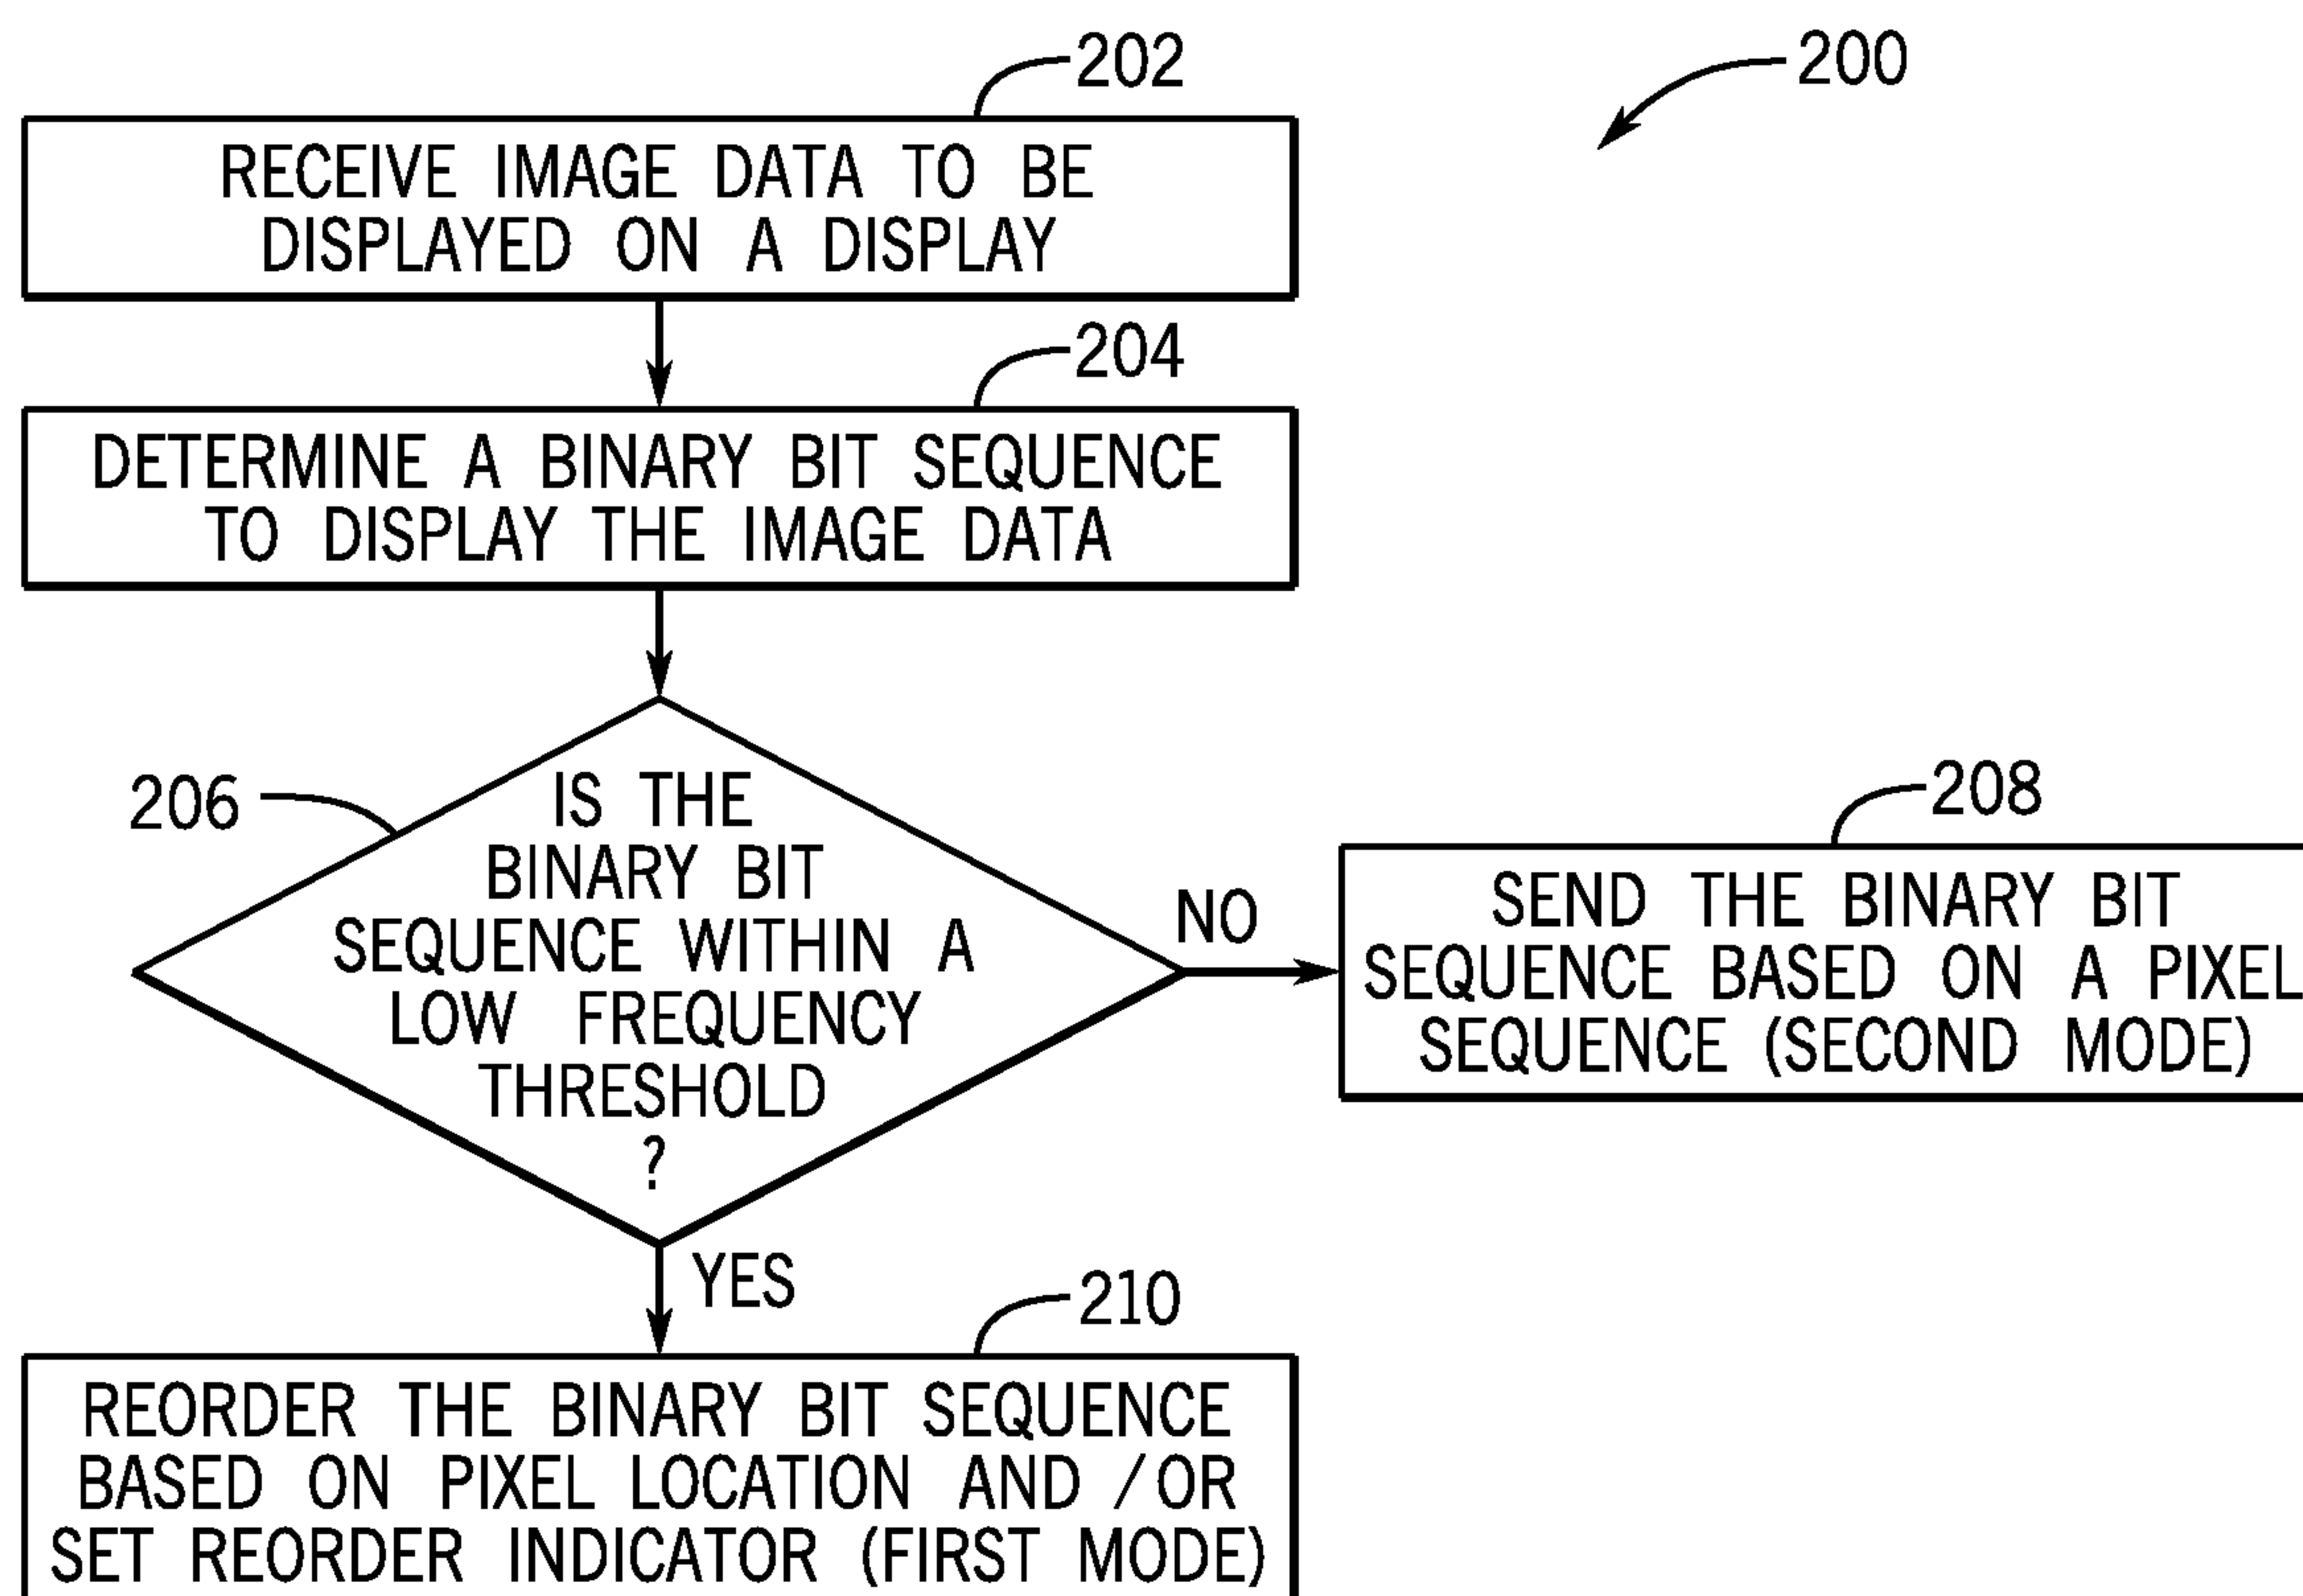 202
200
RECEIVE IMAGE DATA TO BE
DISPLAYED ON A DISPLAY
204
DETERMINE A BINARY BIT SEQUENCE
TO DISPLAY THE IMAGE DATA
206
IS THE
BINARY BIT
SEQUENCE WITHIN A
LOW FREQUENCY
THRESHOLD
?
NO
208
SEND THE BINARY BIT
SEQUENCE BASED ON A PIXEL
SEQUENCE (SECOND MODE)
YES
210
REORDER THE BINARY BIT SEQUENCE
BASED ON PIXEL LOCATION AND /OR
SET REORDER INDICATOR (FIRST MODE)